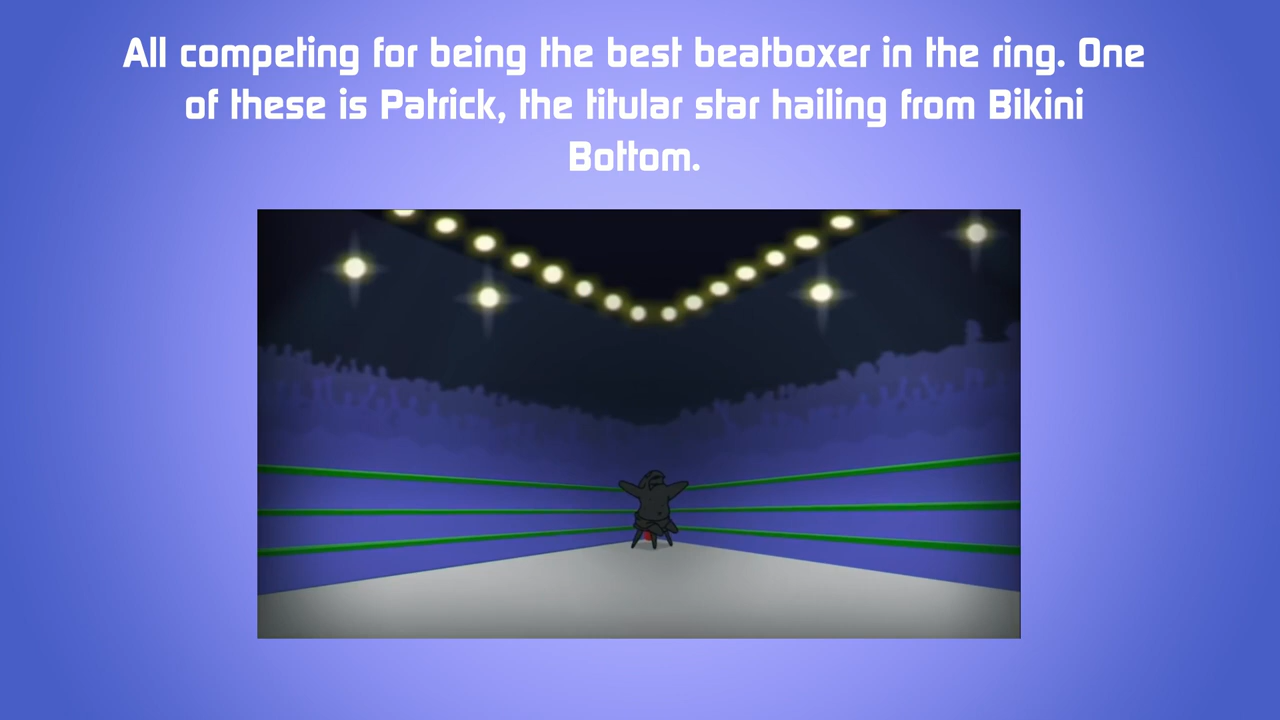 All competing for being the best beatboxer in the ring. One
of these is Patrick, the titular star hailing from Bikini
Bottom.